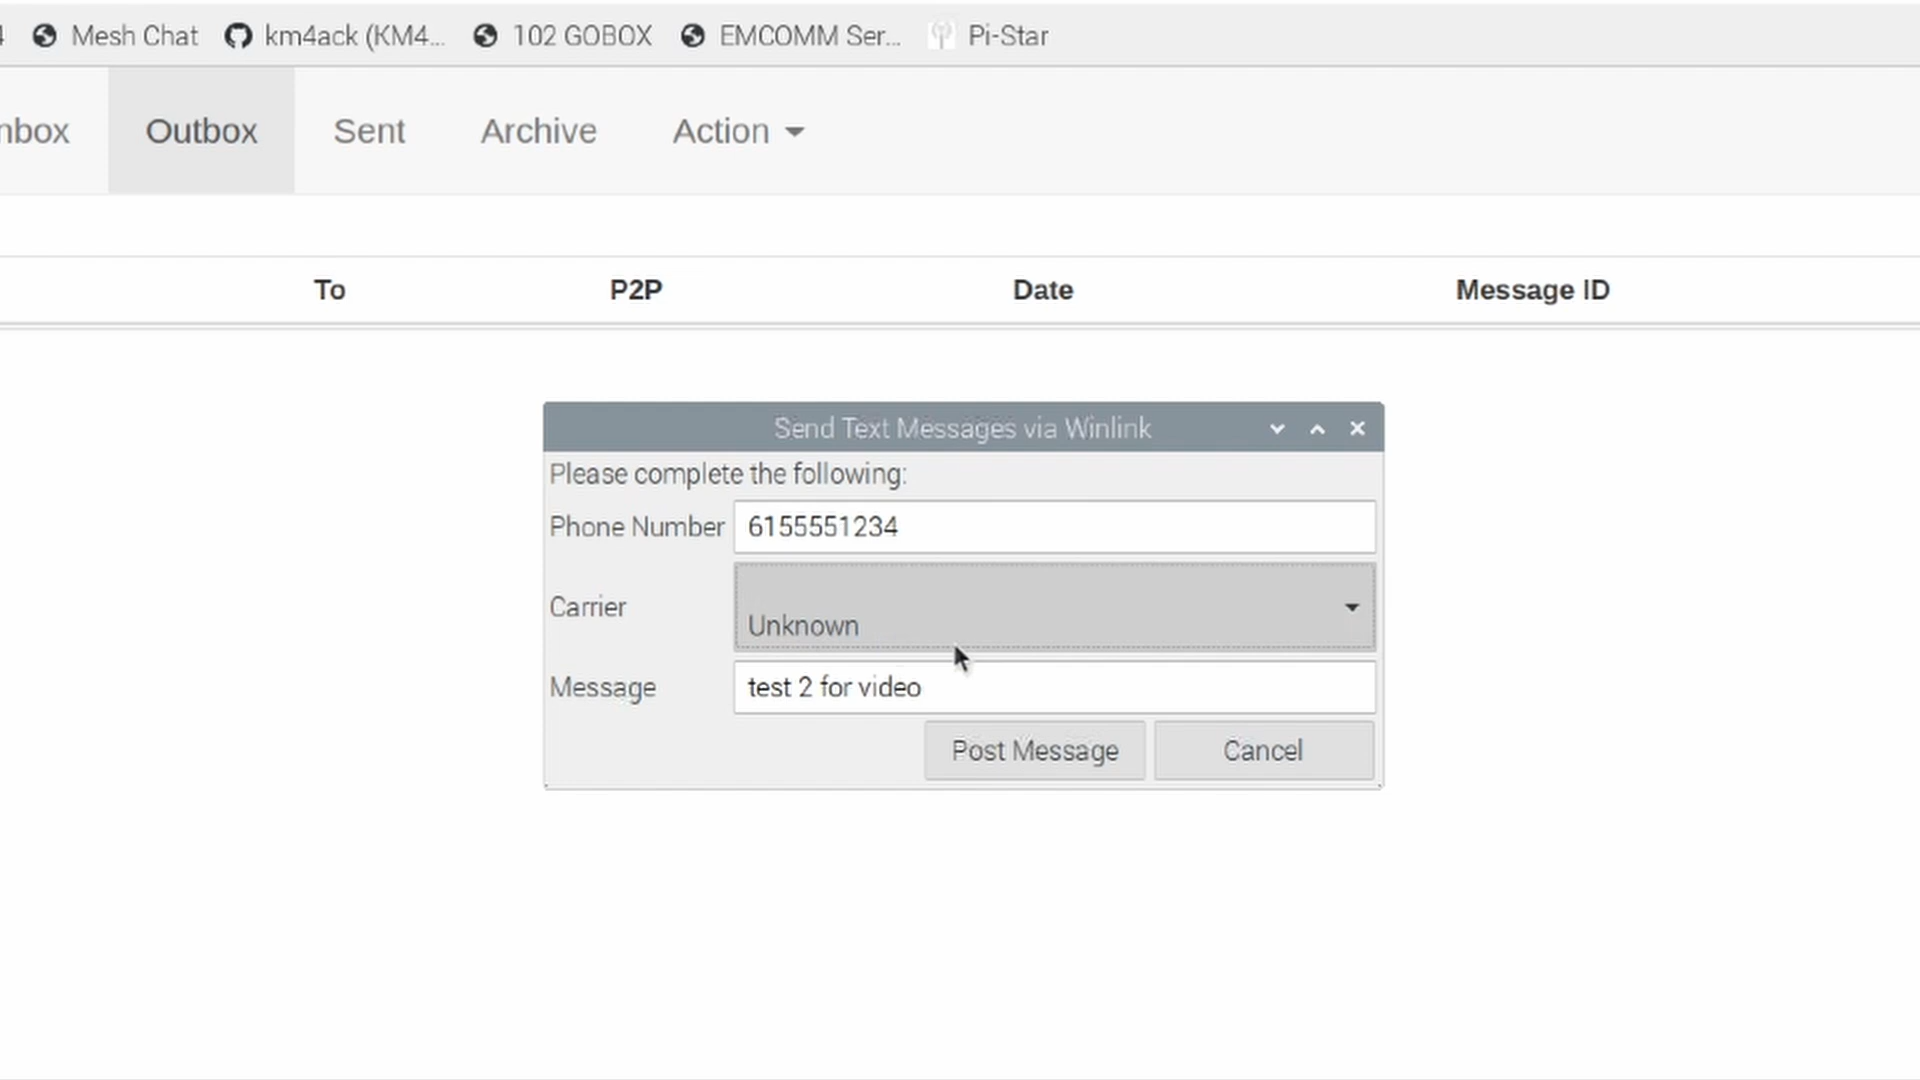 4 Mesh Chat km4ack (KM4... 102 GOBOX EMCOMM Ser... Pi-Star
nbox Outbox Sent Archive Action
To P2P Date Message ID
Send Text Messages via Winlink
Please complete the following:
Phone Number 6155551234
Carrier Unknown
Message test 2 for video
Post Message Cancel